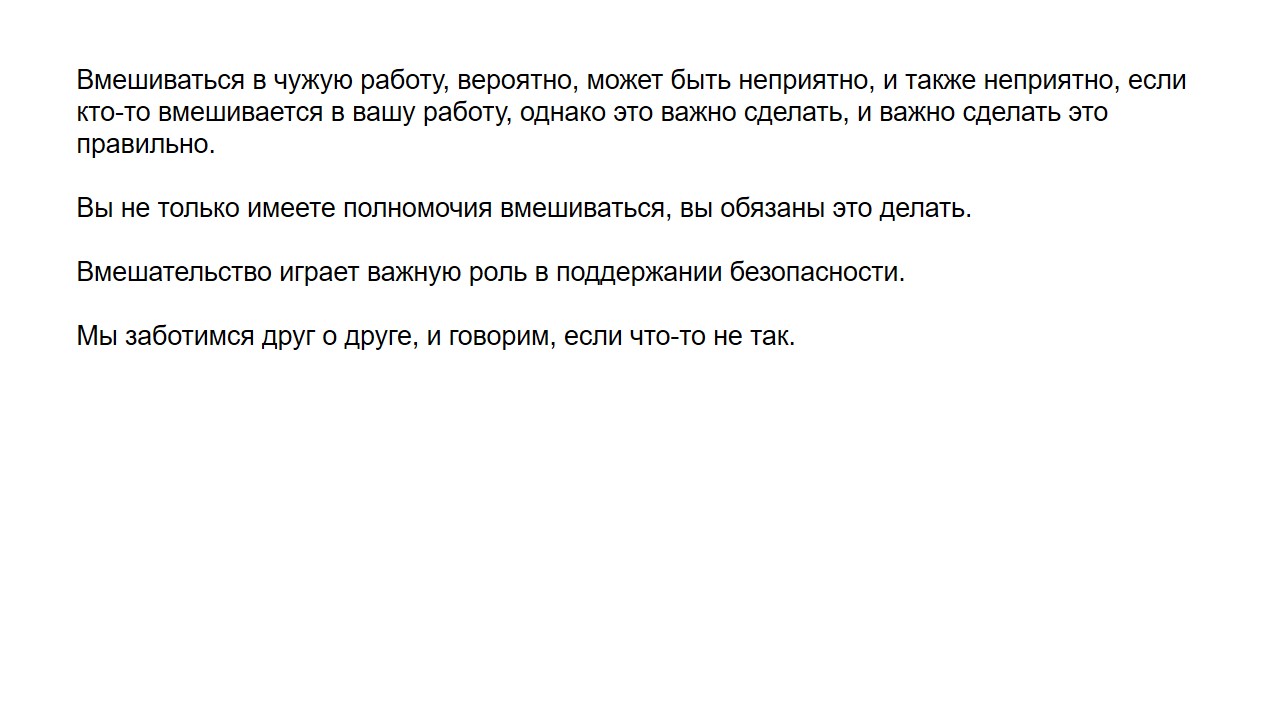 Вмешиваться в чужую работу, вероятно, может быть неприятно, и также неприятно, если
кто-то вмешивается в вашу работу, однако это важно сделать, и важно сделать это
правильно.
Вы не только имеете полномочия вмешиваться, вы обязаны это делать.
Вмешательство играет важную роль в поддержании безопасности.
Мы заботимся друг о друге, и говорим, если что-то не так.